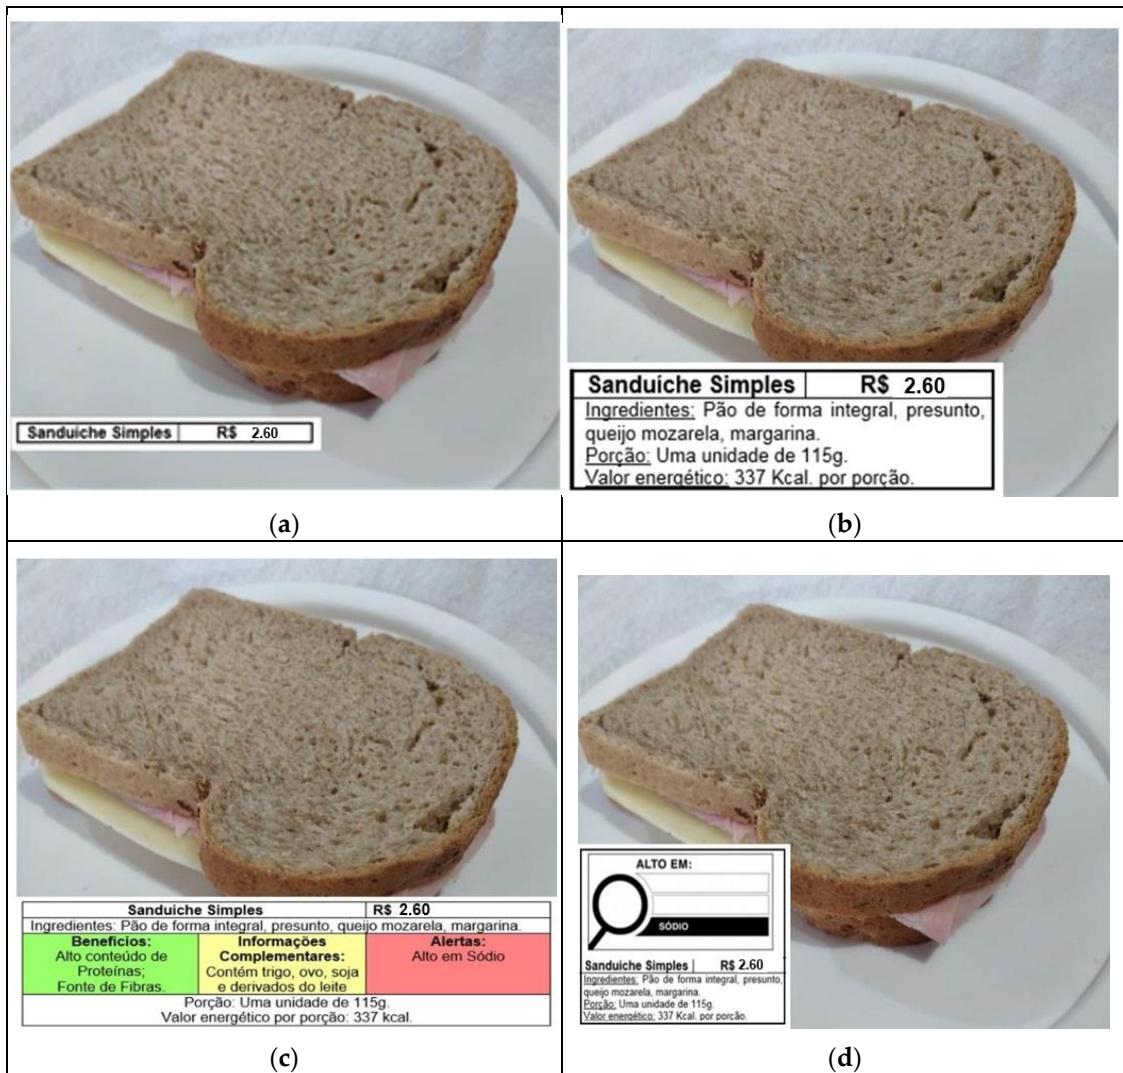 Sanduíche Simples R$ 2.60
(a)
Sanduíche Simples R$ 2.60
Ingredientes: Pão de forma integral, presunto,
queijo mozarela, margarina.
Porção: Uma unidade de 115g.
Valor energético: 337 Kcal. por porção.
(b)
Sanduiche Simples R$ 2.60
Ingredientes: Pão de forma integral, presunto, queijo mozarela, margarina.
Benefícios:
Alto conteúdo de
Proteínas;
Fonte de Fibras.
Informações
Complementares:
Contém trigo, ovo, soja
e derivados do leite
Alertas:
Alto em Sódio
Porção: Uma unidade de 115g.
Valor energético por porção: 337 kcal.
(c)
ALTO EM:
SÓDIO
Sanduíche Simples R$ 2.60
Ingredientes: Pão de forma integral, presunto,
queijo mozarela, margarina.
Porção: Uma unidade de 115g.
Valor energético: 337 Kcal. por porção.
(d)